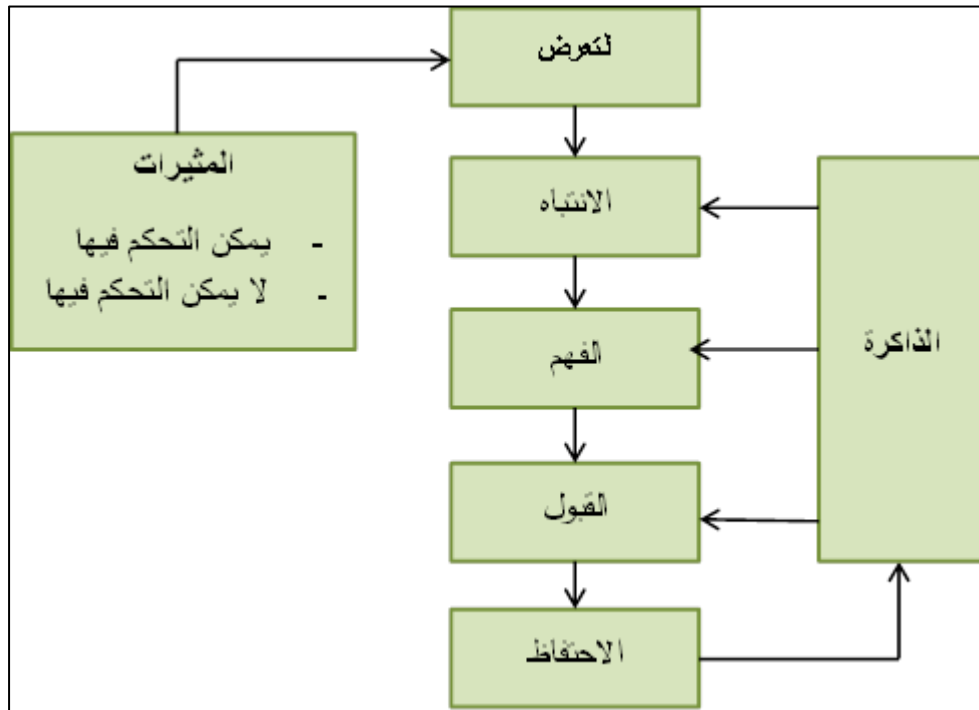 لتعرض
المثيرات
- يمكن التحكم فيها
- لا يمكن التحكم فيها
الانتباه
الفهم
الذاكرة
القبول
الاحتفاظ